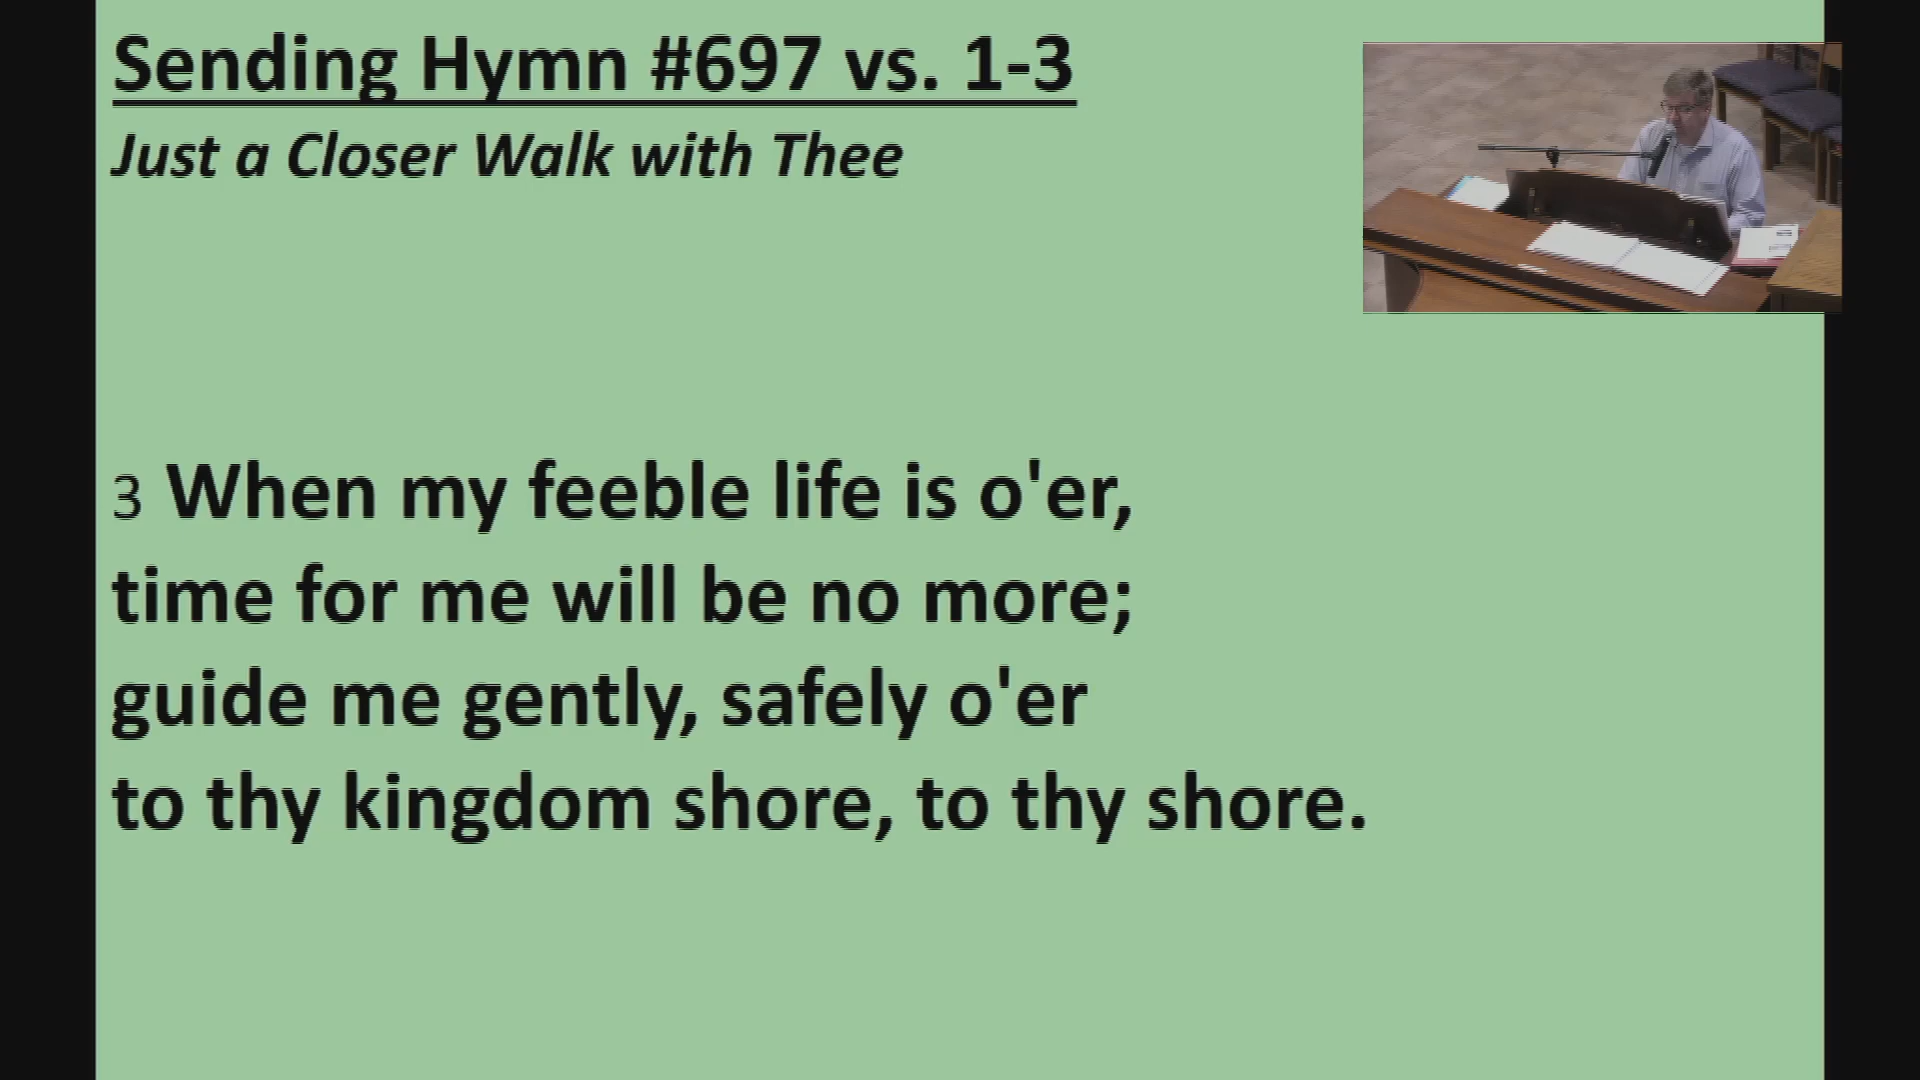 Sending Hymn #697 vs. 1-3
Just a Closer Walk with Thee
3 When my feeble life is o'er,
time for me will be no more;
guide me gently, safely o'er
to thy kingdom shore, to thy shore.